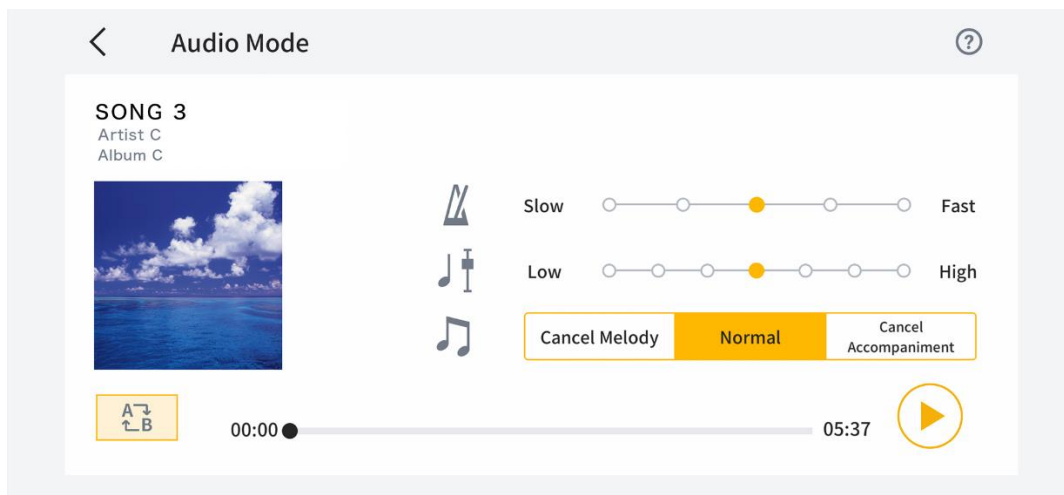 Audio Mode
?
SONG 3
Artist C
Album C
Slow Fast
Low High
Cancel Melody Normal Cancel
Accompaniment
A B
00:00 05:37